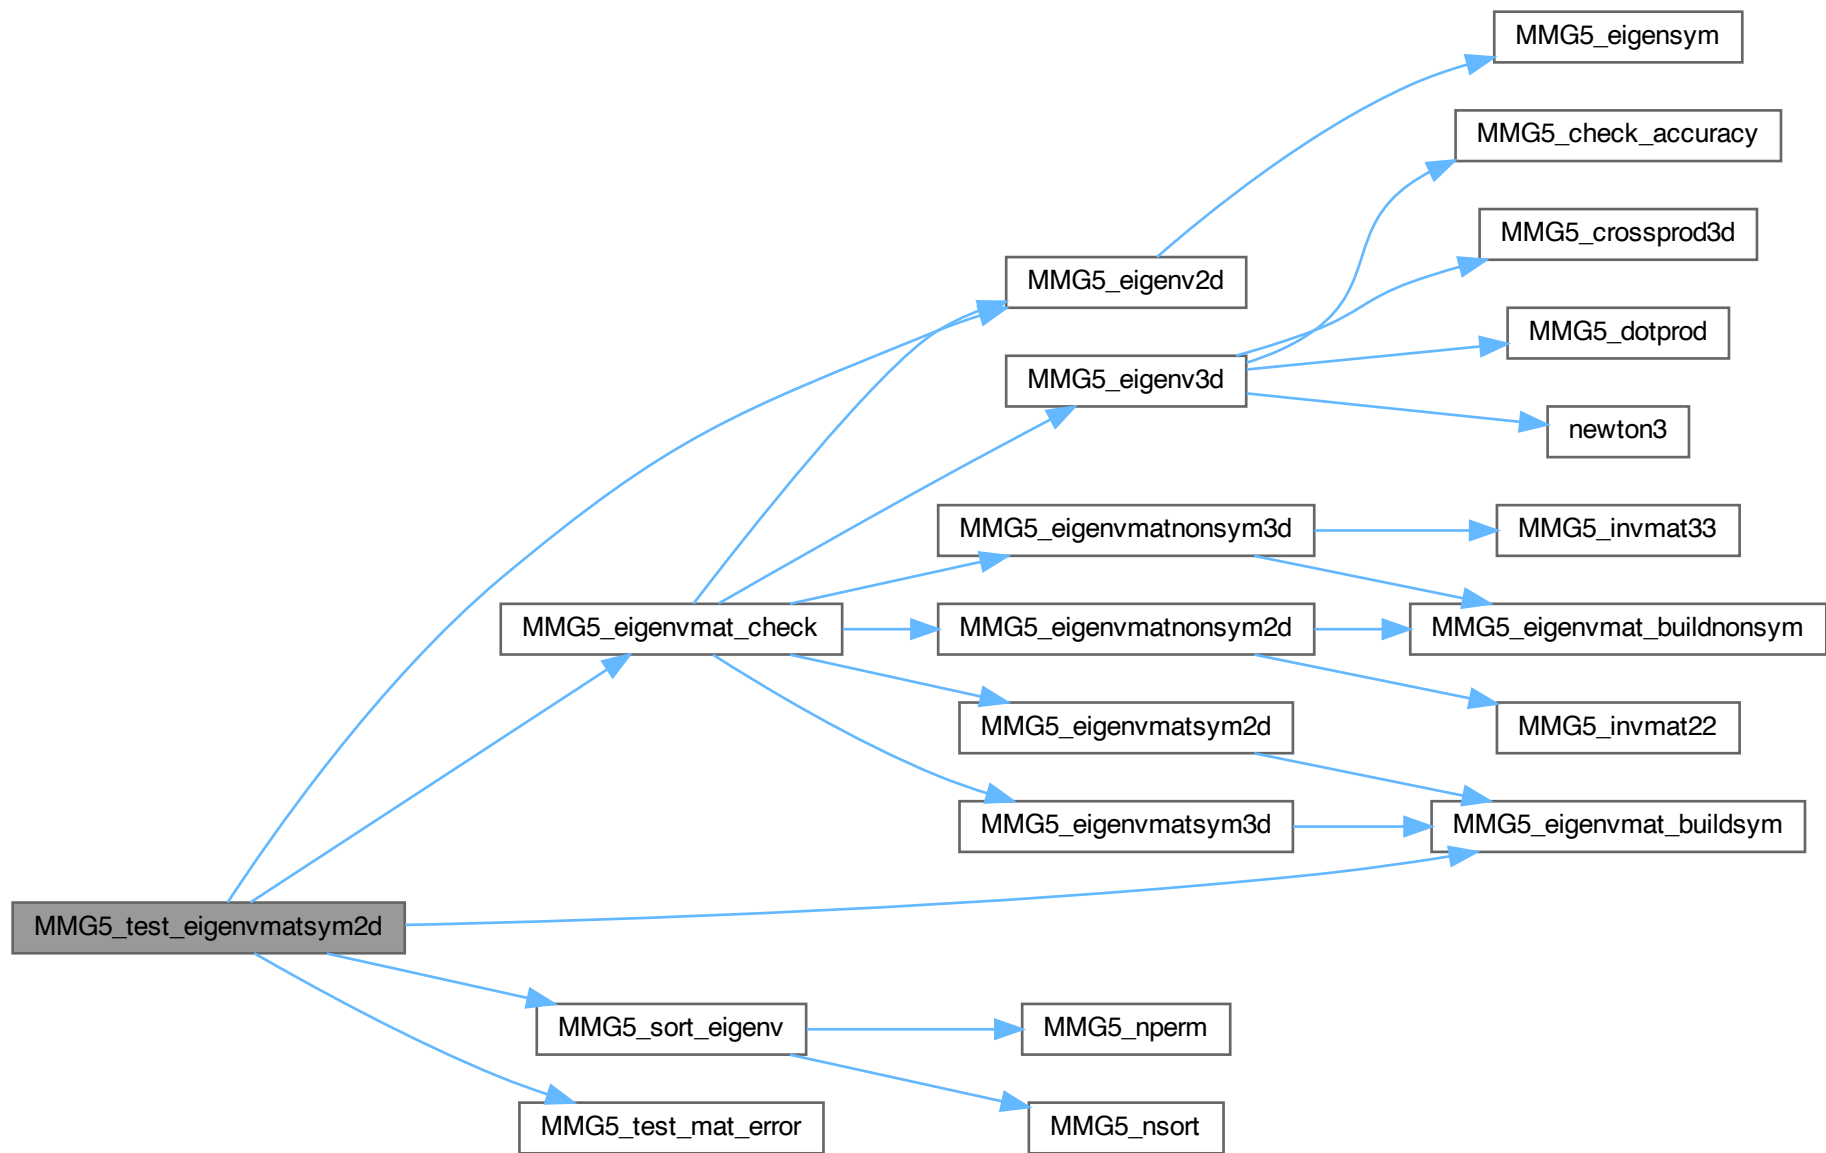 MMG5_eigensym
MMG5_check_accuracy
MMG5_crossprod3d
MMG5_eigenv2d
MMG5_dotprod
MMG5_eigenv3d
newton3
MMG5_eigenvmatnonsym3d
MMG5_invmat33
MMG5_eigenvmat_check
MMG5_eigenvmatnonsym2d
MMG5_eigenvmat_buildnonsym
MMG5_eigenvmatsym2d
MMG5_invmat22
MMG5_eigenvmatsym3d
MMG5_eigenvmat_buildsym
MMG5_test_eigenvmatsym2d
MMG5_sort_eigenv
MMG5_nperm
MMG5_test_mat_error
MMG5_nsort